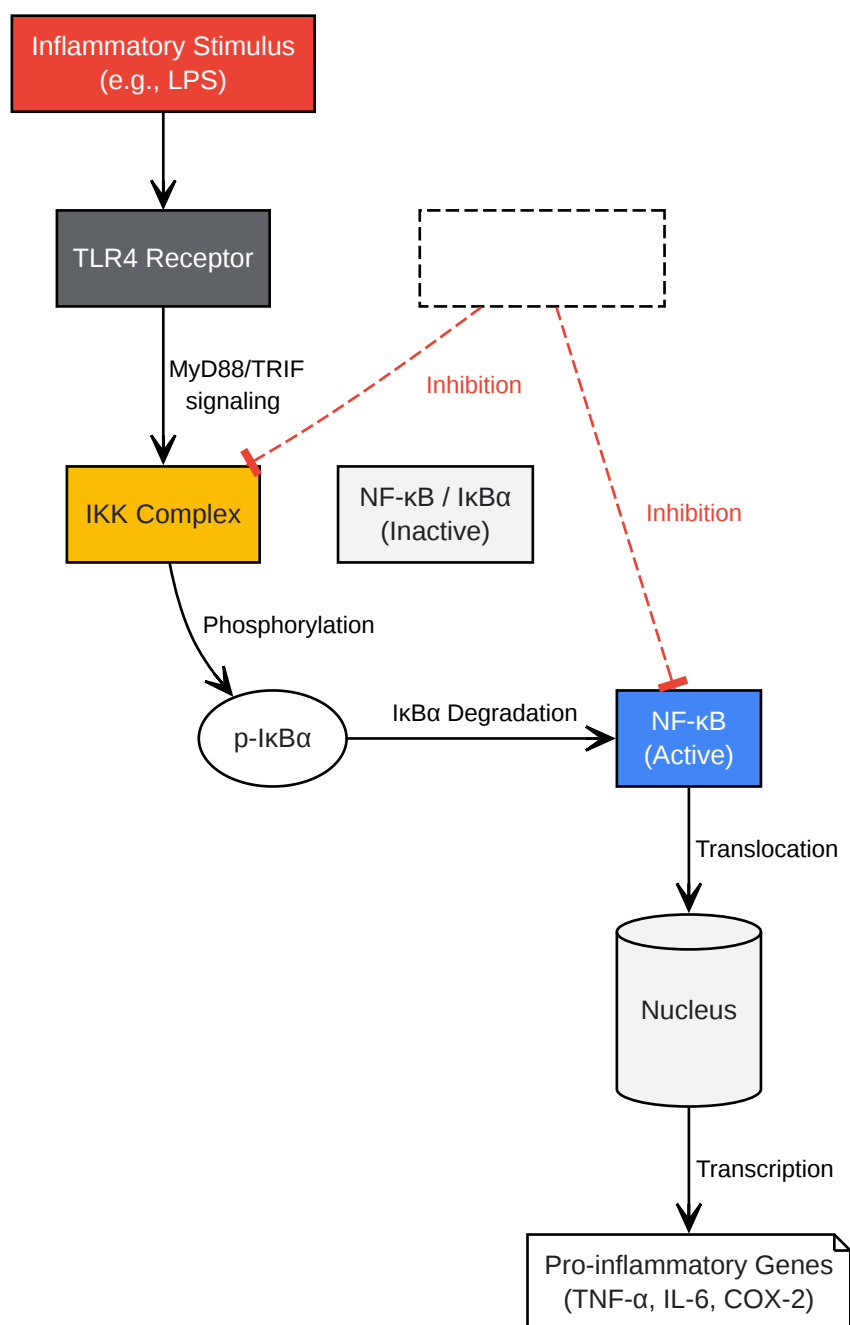 Inflammatory Stimulus
(e.g., LPS)
TLR4 Receptor
MyD88/TRIF
signaling
Inhibition
IKK Complex
NF-κB / IκBα
(Inactive)
Inhibition
Phosphorylation
p-IκBα
IκBα Degradation
NF-κB
(Active)
Translocation
Nucleus
Transcription
Pro-inflammatory Genes
(TNF-α, IL-6, COX-2)